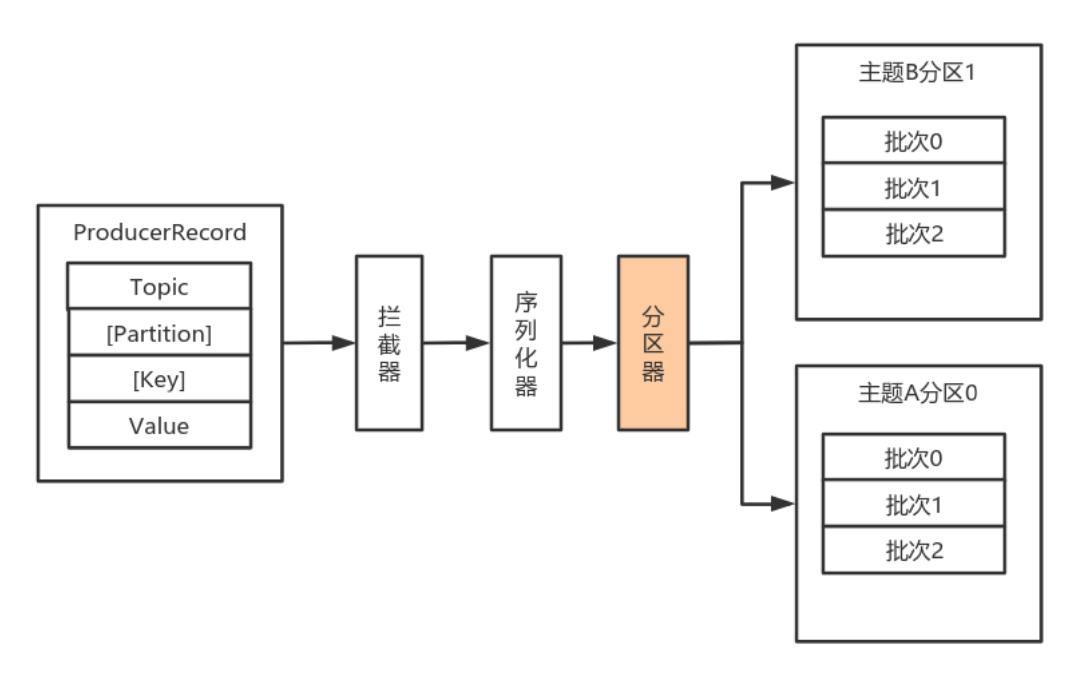 ProducerRecord
Topic
[Partition]
[Key]
Value
拦截器
序列化器
分区器
主题B分区1
批次0
批次1
批次2
主题A分区0
批次0
批次1
批次2